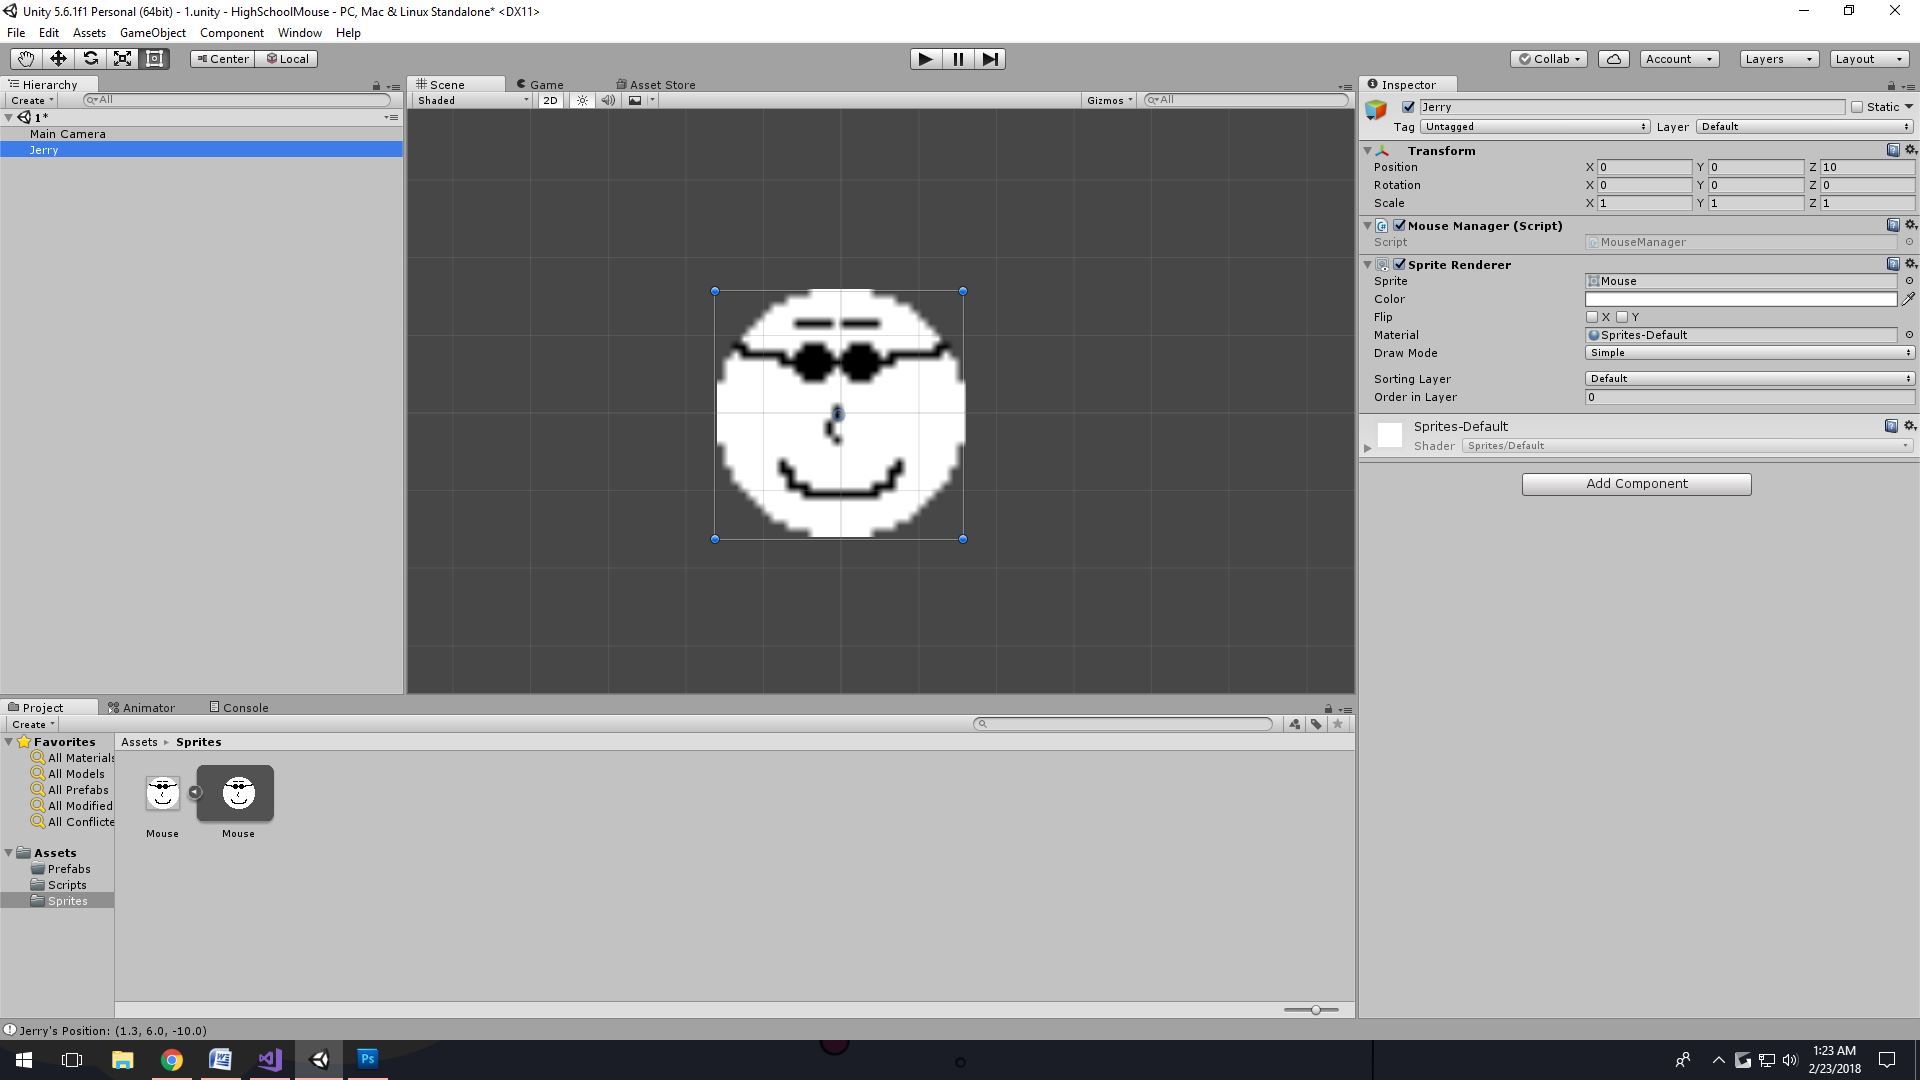 Unity 5.6.1f1 Personal (64bit) - 1.unity - HighSchoolMouse - PC, Mac & Linux Standalone* <DX11>
File Edit Assets GameObject Component Window Help
Center Local Collab Account Layers Layout
Hierarchy
Create All
1*
Main Camera
Jerry
Scene Game Asset Store
Shaded 2D Gizmos All
Inspector
Jerry Static
Tag Untagged Layer Default
Transform
Position X 0 Y 0 Z 10
Rotation X 0 Y 0 Z 0
Scale X 1 Y 1 Z 1
Mouse Manager (Script)
Script MouseManager
Sprite Renderer
Sprite Mouse
Color
Flip X Y
Material Sprites-Default
Draw Mode Simple
Sorting Layer Default
Order in Layer 0
Sprites-Default
Shader Sprites/Default
Add Component
Project Animator Console
Create
Favorites
All Materials
All Models
All Prefabs
All Modified
All Conflicte
Assets
Prefabs
Scripts
Sprites
Assets Sprites
Mouse Mouse
Jerry's Position: (1.3, 6.0, -10.0)
Ps
1:23 AM
2/23/2018